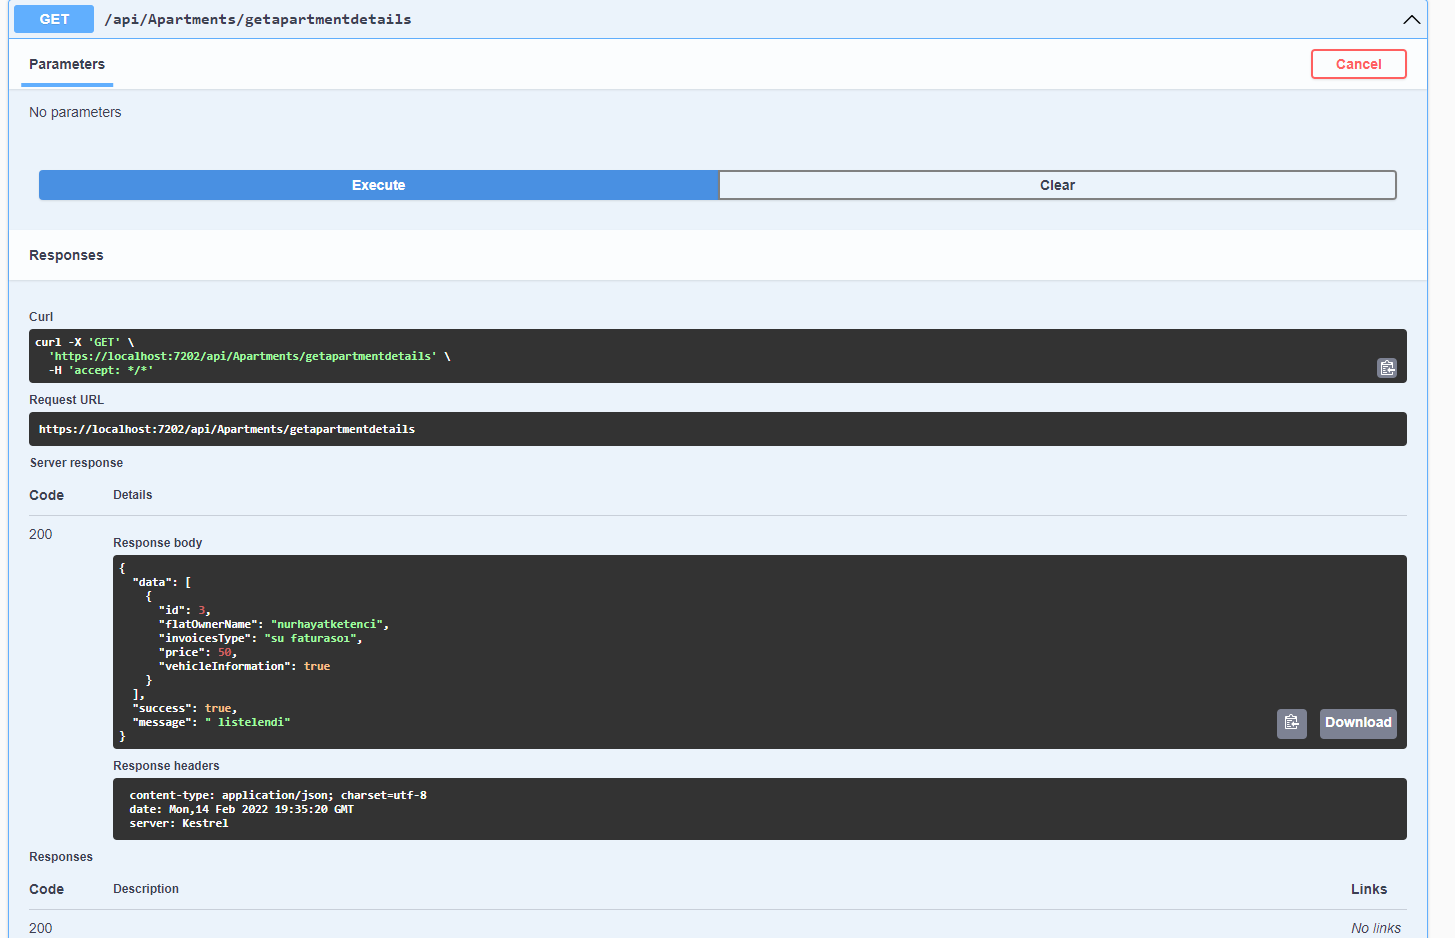 GET /api/Apartments/getapartmentdetails
Parameters
Cancel
No parameters
Execute
Clear
Responses
Curl
curl -X 'GET' \
'https://localhost:7202/api/Apartments/getapartmentdetails' \
-H 'accept: */*'
Request URL
https://localhost:7202/api/Apartments/getapartmentdetails
Server response
Code Details
200
Response body
{
"data": [
{
"id": 3,
"flatOwnerName": "nurhayatketenci",
"invoicesType": "su faturasoı",
"price": 50,
"vehicleInformation": true
}
],
"success": true,
"message": " listelendi"
}
Download
Response headers
content-type: application/json; charset=utf-8
date: Mon,14 Feb 2022 19:35:20 GMT
server: Kestrel
Responses
Code Description Links
200 No links